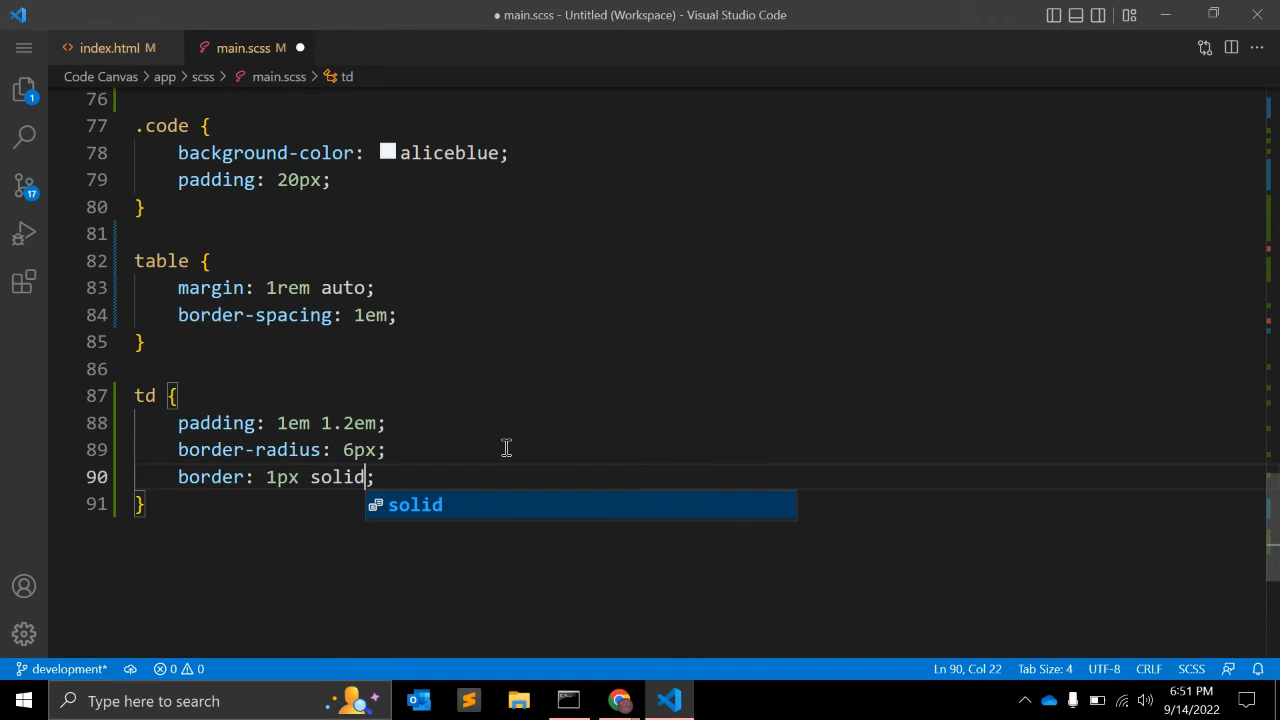 ● main.scss - Untitled (Workspace) - Visual Studio Code
index.html M
main.scss M ●
Code Canvas > app > scss > main.scss > td
76
77 .code {
78 background-color: aliceblue;
79 padding: 20px;
80 }
81
82 table {
83 margin: 1rem auto;
84 border-spacing: 1em;
85 }
86
87 td {
88 padding: 1em 1.2em;
89 border-radius: 6px;
90 border: 1px solid;
91 }
solid
1
17
development* 0 0 Ln 90, Col 22 Tab Size: 4 UTF-8 CRLF SCSS
Type here to search
6:51 PM
9/14/2022